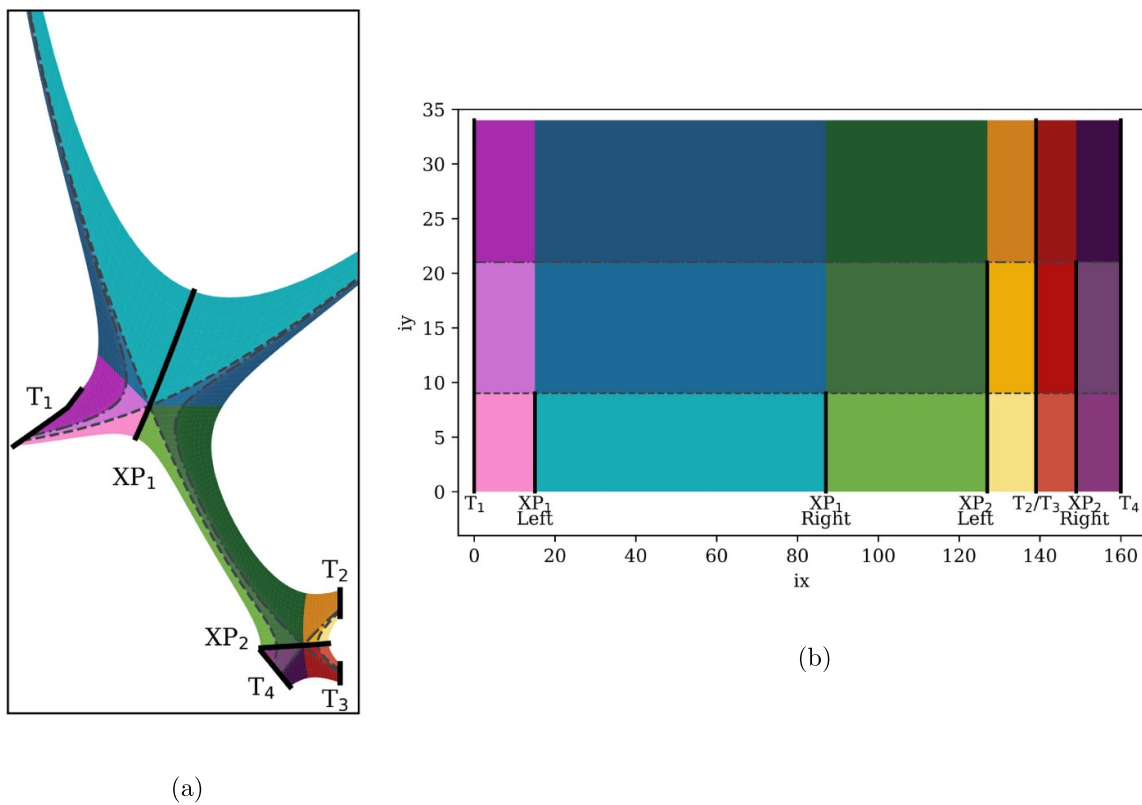 T₁
XP₁
T₂
XP₂
T₄
T₃
(a)
35
30
25
20
15
10
5
0
iy
T₁ XP₁ XP₁ XP₂ T₂/T₃ XP₂ T₄
Left Right Left Right
0 20 40 60 80 100 120 140 160
ix
(b)